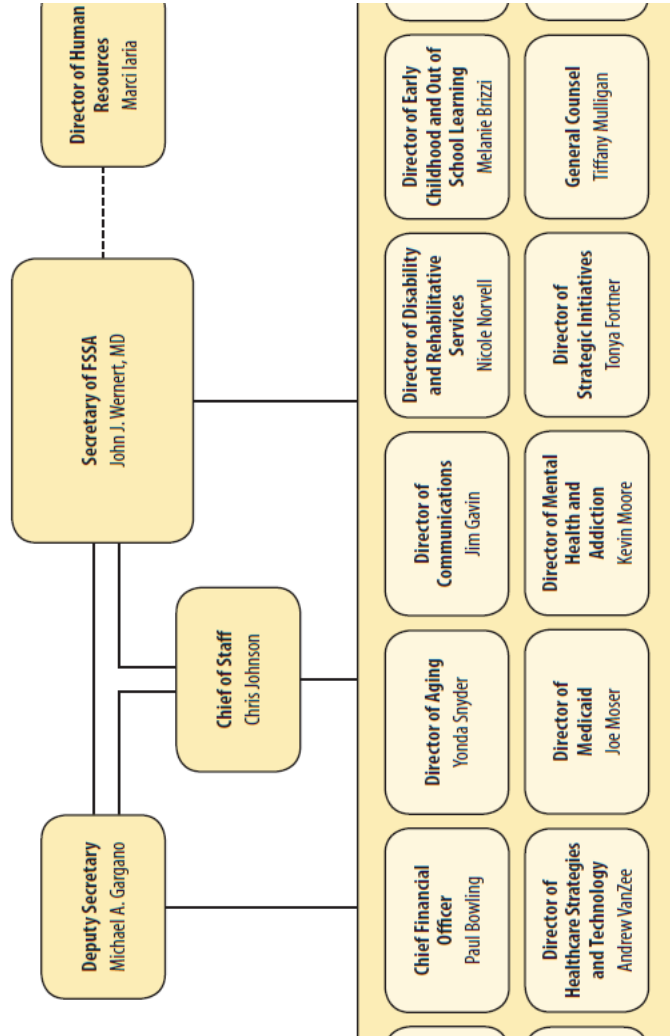 Deputy Secretary
Michael A. Gargano
Secretary of FSSA
John J. Wernert, MD
Director of Human
Resources
Marci Iaria
Chief of Staff
Chris Johnson
Chief Financial
Officer
Paul Bowling
Director of Aging
Yonda Snyder
Director of
Communications
Jim Gavin
Director of Disability
and Rehabilitative
Services
Nicole Norvell
Director of Early
Childhood and Out of
School Learning
Melanie Brizzi
Director of
Healthcare Strategies
and Technology
Andrew VanZee
Director of
Medicaid
Joe Moser
Director of Mental
Health and
Addiction
Kevin Moore
Director of
Strategic Initiatives
Tonya Fortner
General Counsel
Tiffany Mulligan